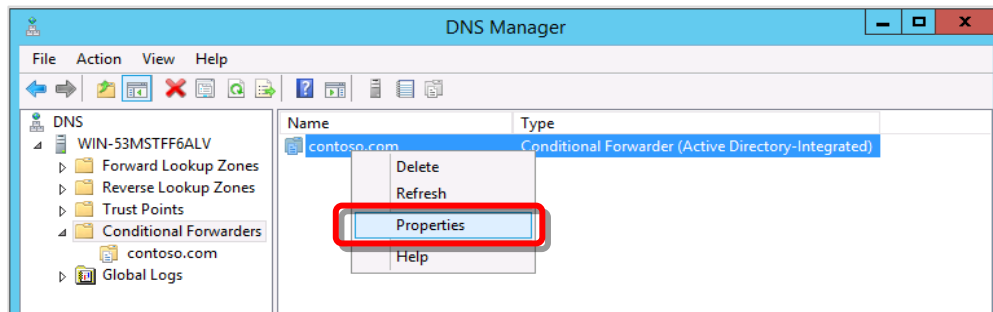 DNS Manager
File Action View Help
DNS
WIN-53MSTFF6ALV
Forward Lookup Zones
Reverse Lookup Zones
Trust Points
Conditional Forwarders
contoso.com
Global Logs
Name Type
contoso.com Conditional Forwarder (Active Directory-Integrated)
Delete
Refresh
Properties
Help